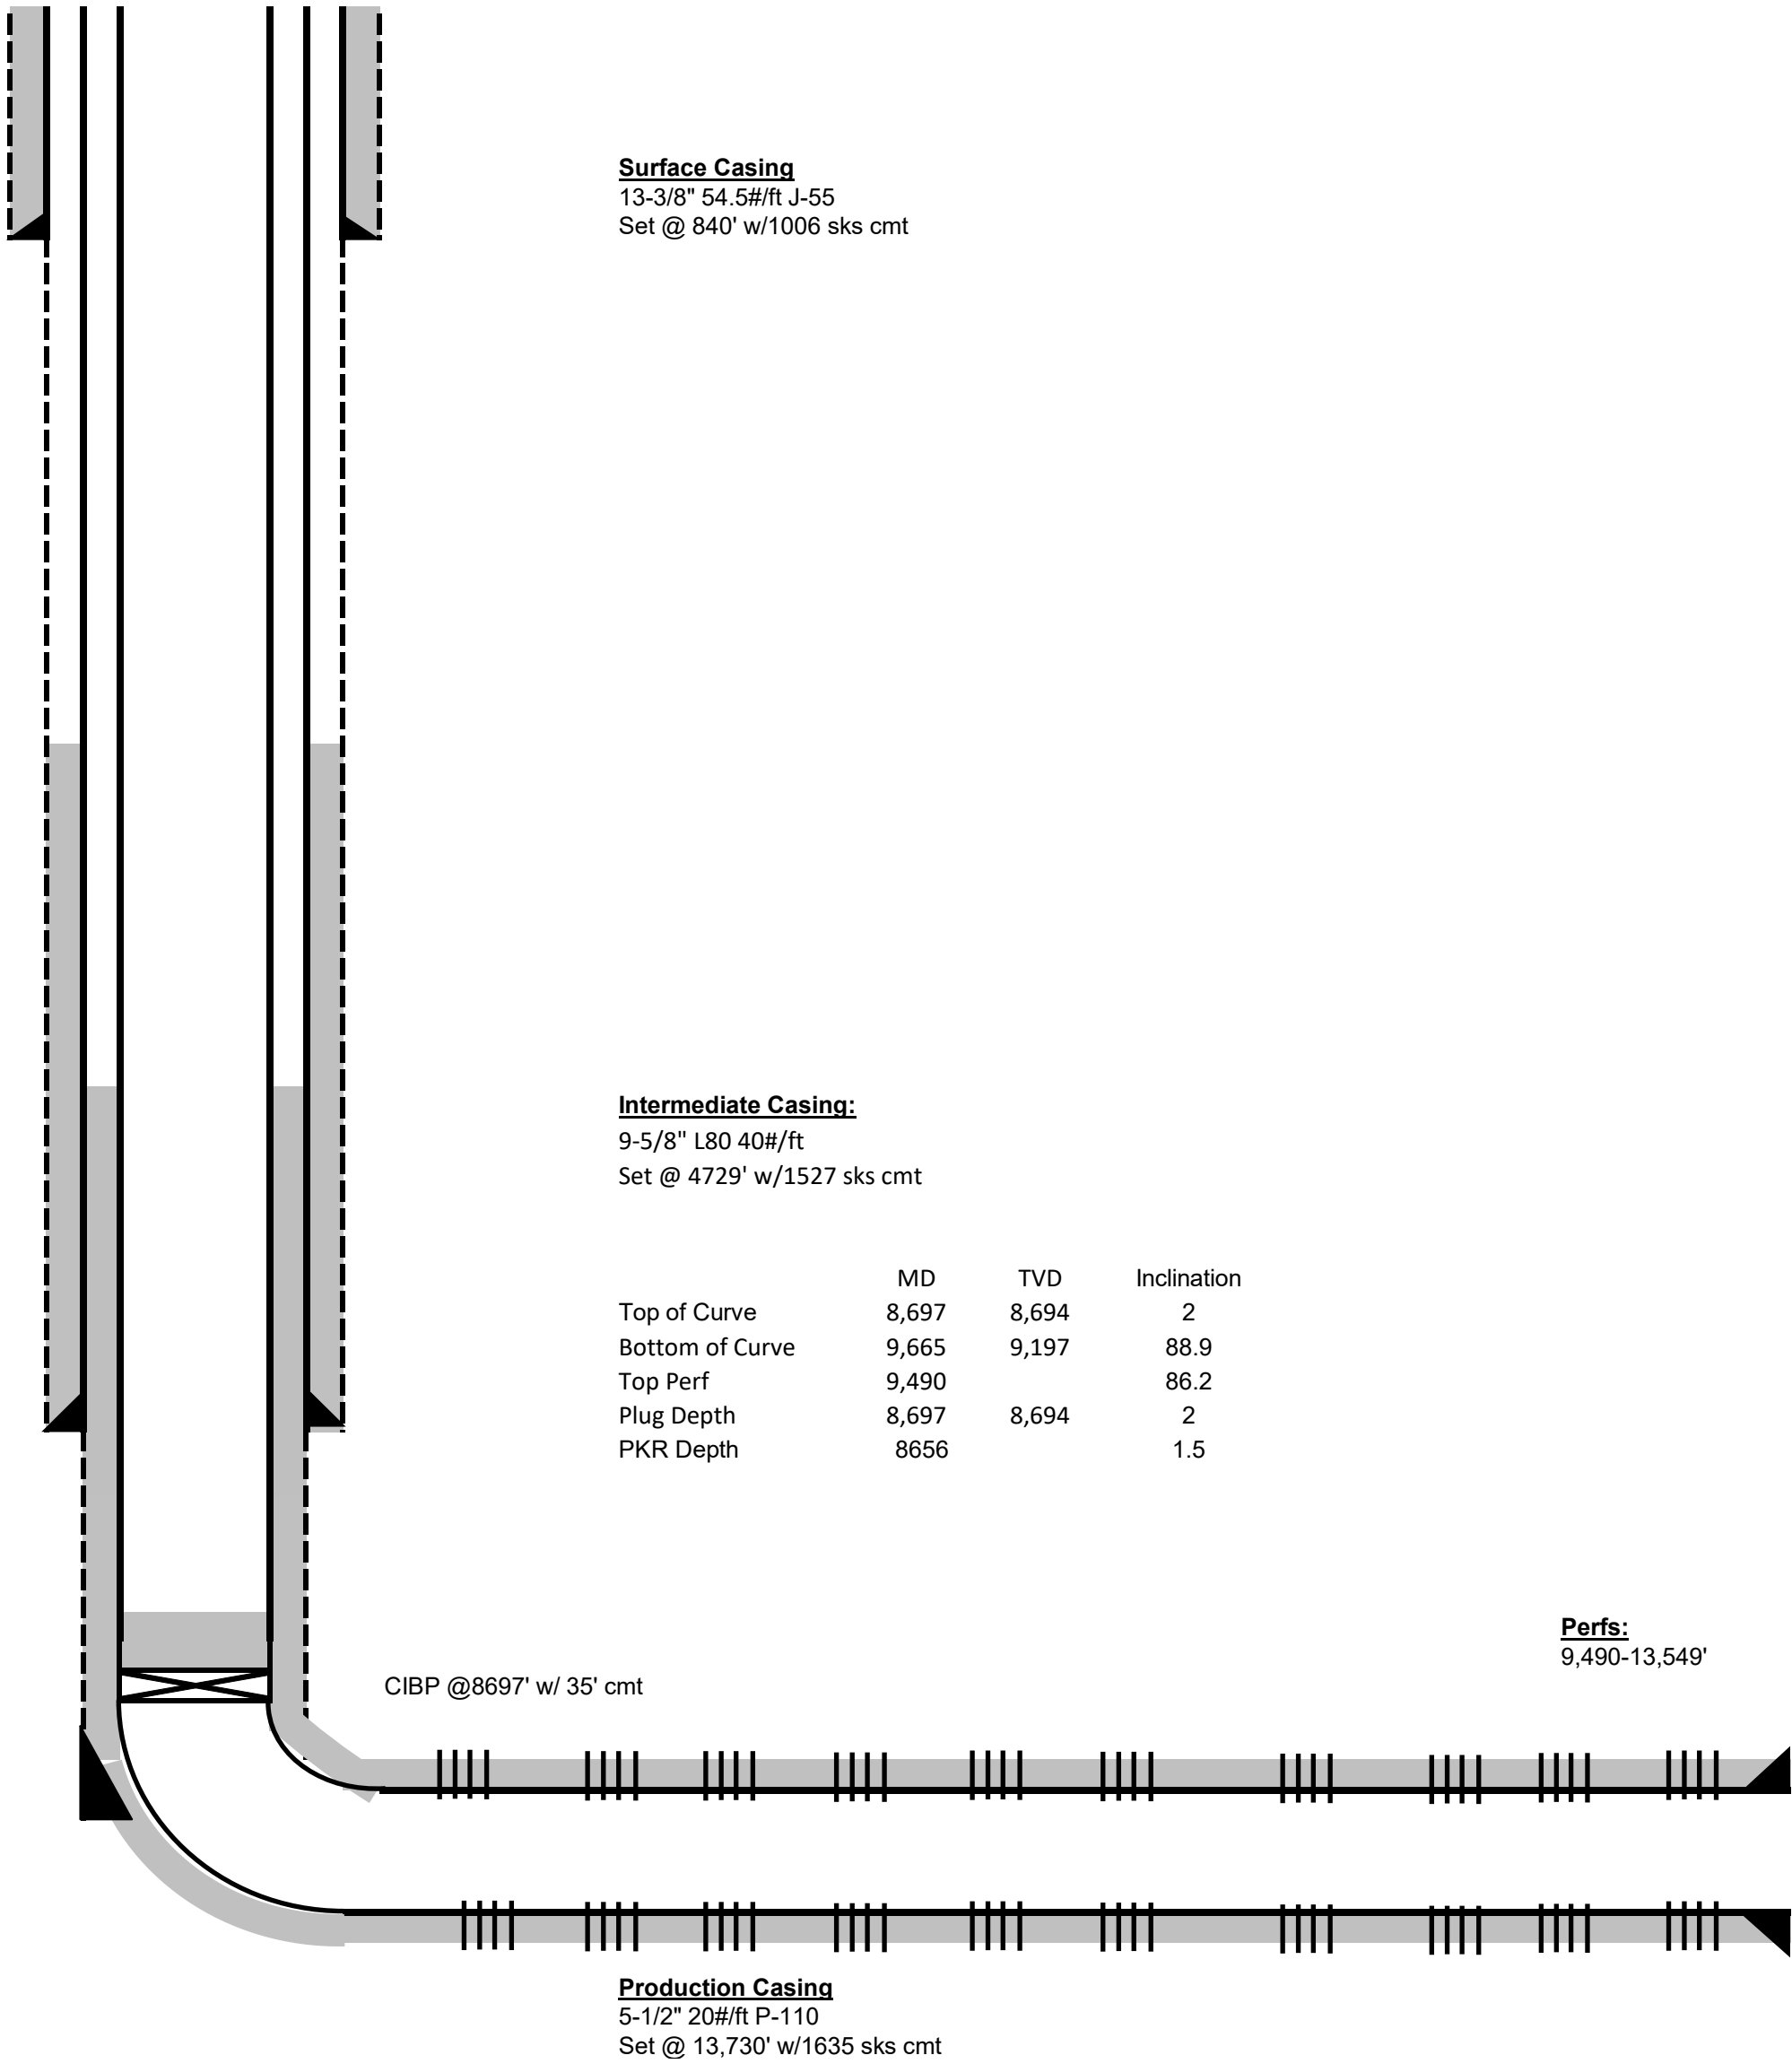 Surface Casing
13-3/8" 54.5#/ft J-55
Set @ 840' w/1006 sks cmt
Intermediate Casing:
9-5/8" L80 40#/ft
Set @ 4729' w/1527 sks cmt
MD TVD Inclination
Top of Curve 8,697 8,694 2
Bottom of Curve 9,665 9,197 88.9
Top Perf 9,490 86.2
Plug Depth 8,697 8,694 2
PKR Depth 8656 1.5
Perfs:
9,490-13,549'
CIBP @8697' w/ 35' cmt
Production Casing
5-1/2" 20#/ft P-110
Set @ 13,730' w/1635 sks cmt